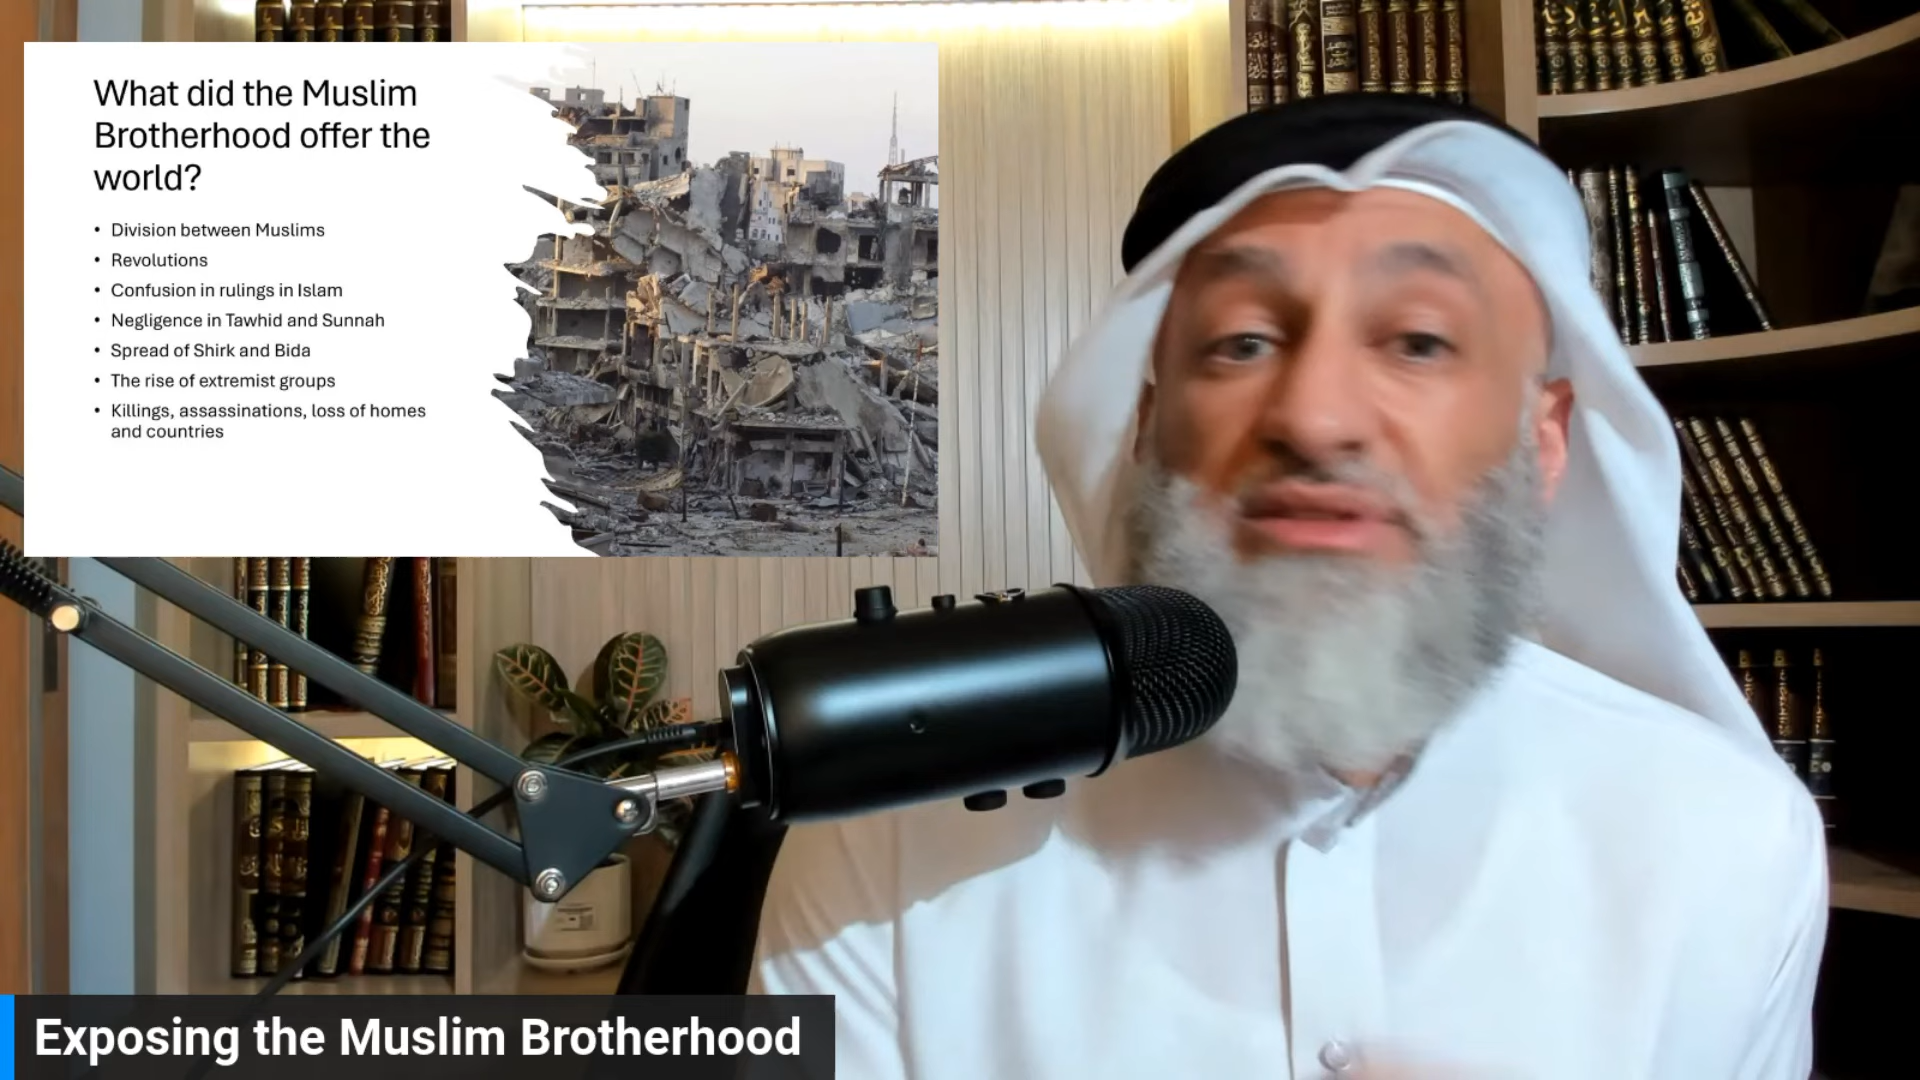 What did the Muslim
Brotherhood offer the
world?
• Division between Muslims
• Revolutions
• Confusion in rulings in Islam
• Negligence in Tawhid and Sunnah
• Spread of Shirk and Bida
• The rise of extremist groups
• Killings, assassinations, loss of homes
and countries
Exposing the Muslim Brotherhood